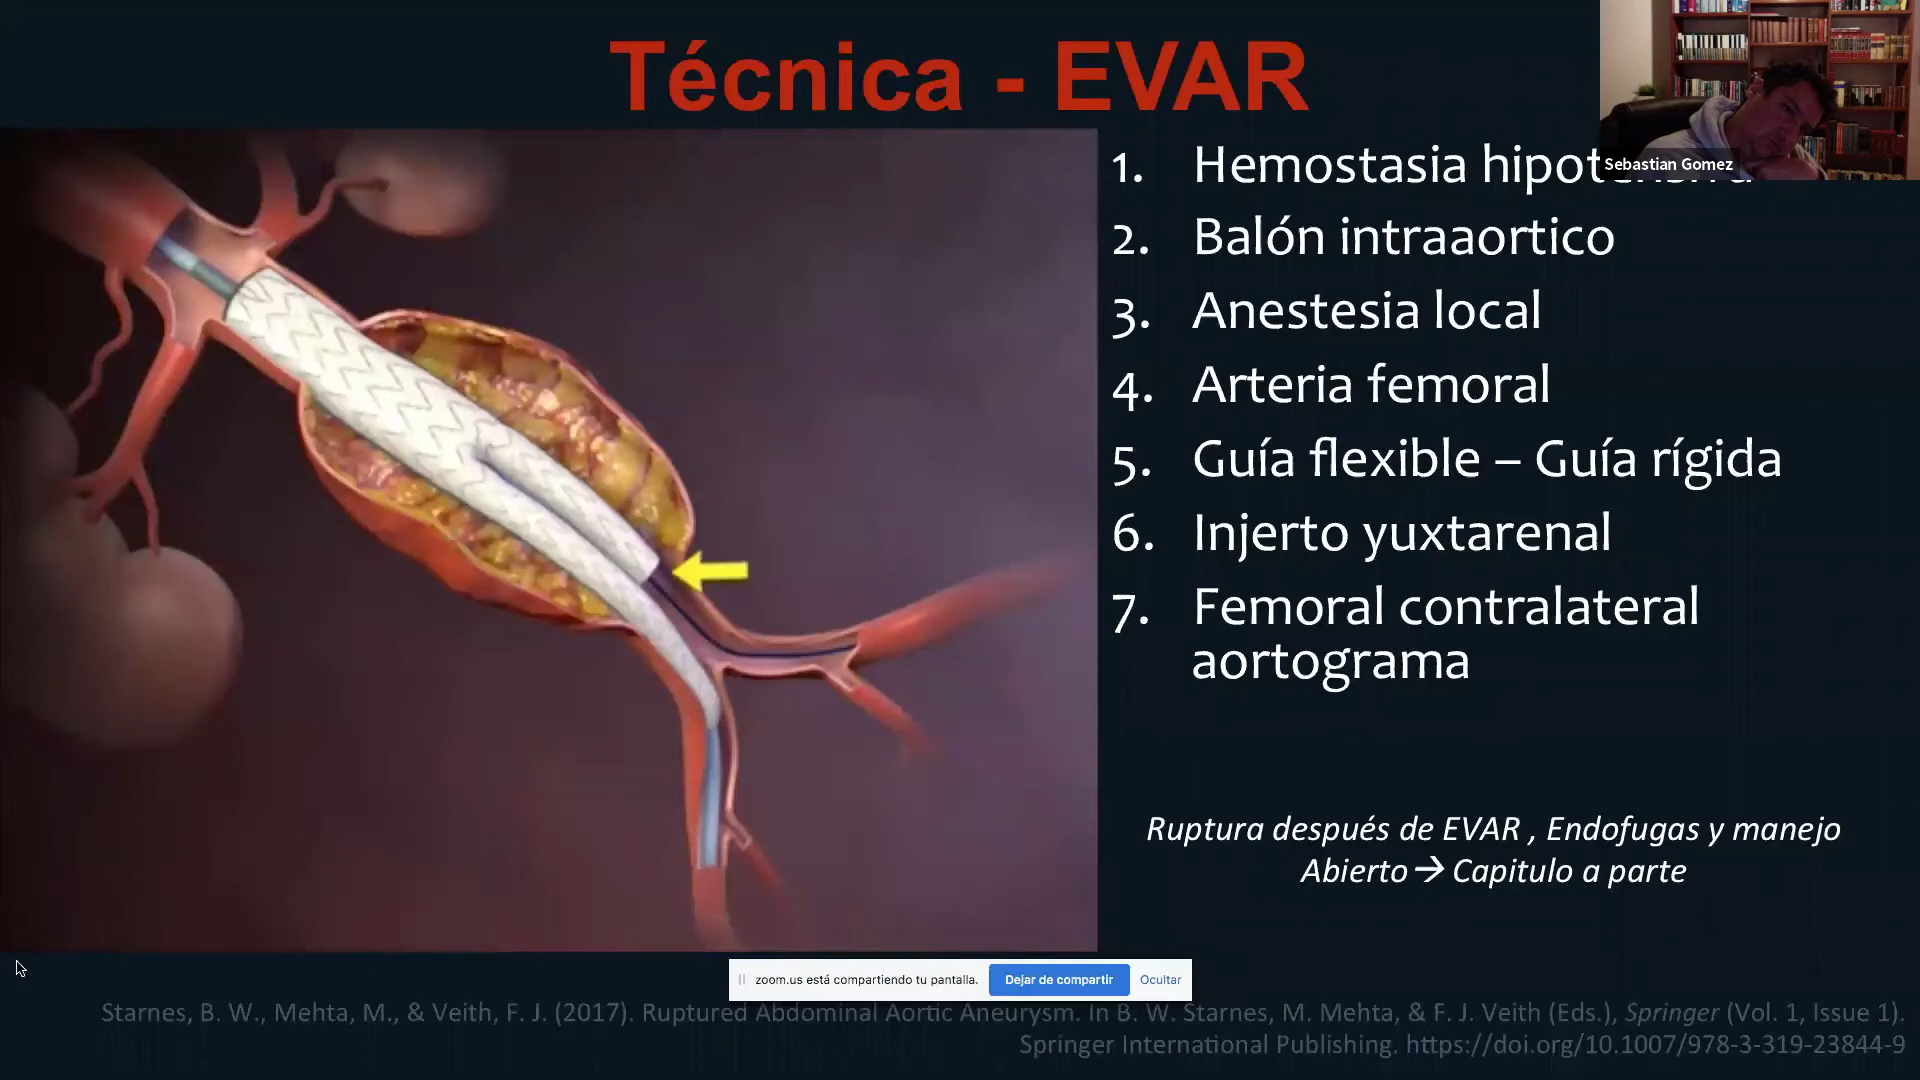 Técnica - EVAR
Sebastian Gomez
1. Hemostasia
2. Balón intraaortico
3. Anestesia local
4. Arteria femoral
5. Guía flexible – Guía rígida
6. Injerto yuxtarenal
7. Femoral contralateral
aortograma
Ruptura después de EVAR , Endofugas y manejo
Abierto → Capitulo a parte
zoom.us está compartiendo tu pantalla. Dejar de compartir Ocultar
Starnes, B. W., Mehta, M., & Veith, F. J. (2017). Ruptured Abdominal Aortic Aneurysm. In B. W. Starnes, M. Mehta, & F. J. Veith (Eds.), Springer (Vol. 1, Issue 1).
Springer International Publishing. https://doi.org/10.1007/978-3-319-23844-9